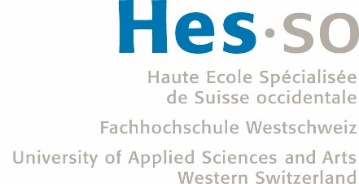 Hes·so
Haute Ecole Spécialisée
de Suisse occidentale
Fachhochschule Westschweiz
University of Applied Sciences and Arts
Western Switzerland